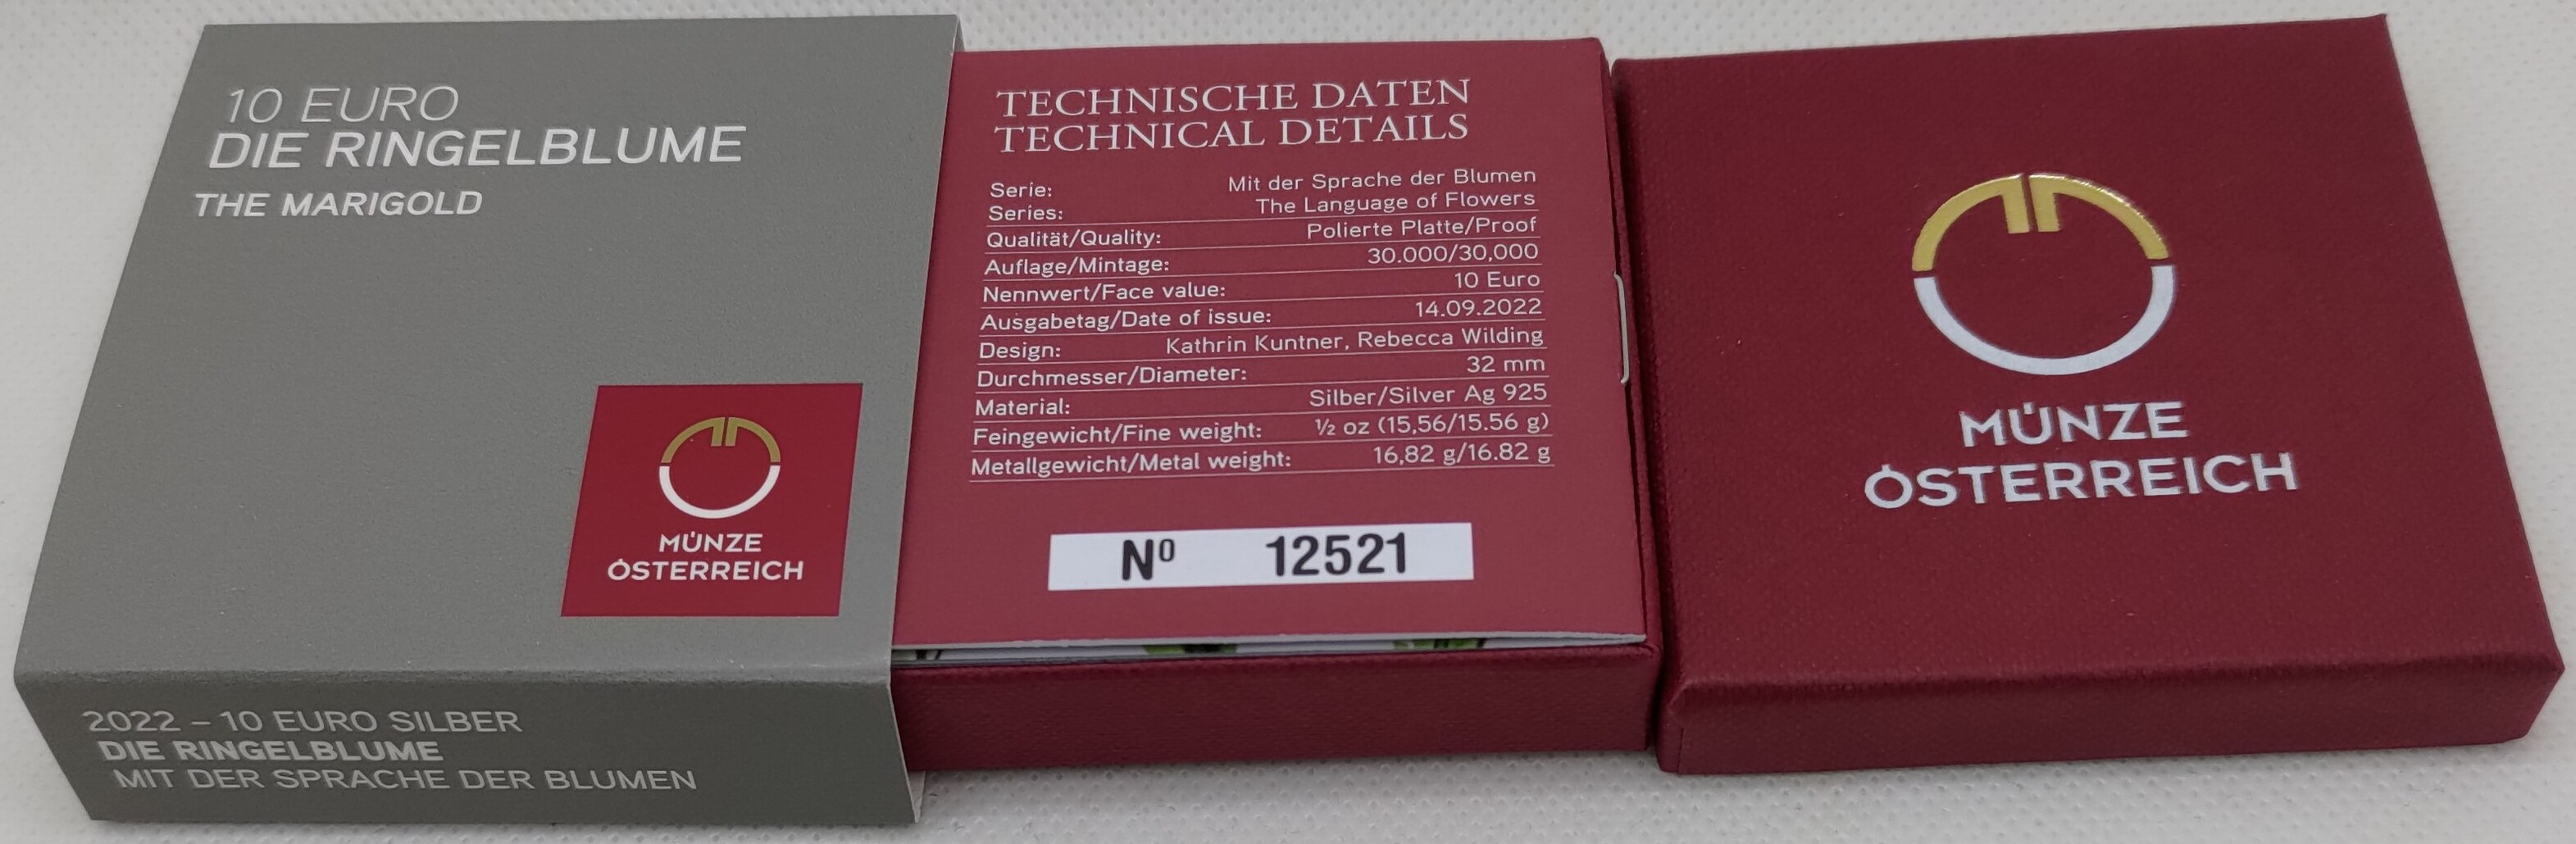 10 EURO
DIE RINGELBLUME
THE MARIGOLD
MÜNZE
ÖSTERREICH
2022 – 10 EURO SILBER
DIE RINGELBLUME
MIT DER SPRACHE DER BLUMEN
TECHNISCHE DATEN
TECHNICAL DETAILS
Serie: Mit der Sprache der Blumen
Series: The Language of Flowers
Qualität/Quality: Polierte Platte/Proof
Auflage/Mintage: 30.000/30,000
Nennwert/Face value: 10 Euro
Ausgabetag/Date of issue: 14.09.2022
Design: Kathrin Kuntner, Rebecca Wilding
Durchmesser/Diameter: 32 mm
Material: Silber/Silver Ag 925
Feingewicht/Fine weight: ½ oz (15,56/15.56 g)
Metallgewicht/Metal weight: 16,82 g/16.82 g
Nº 12521
MÜNZE
ÖSTERREICH